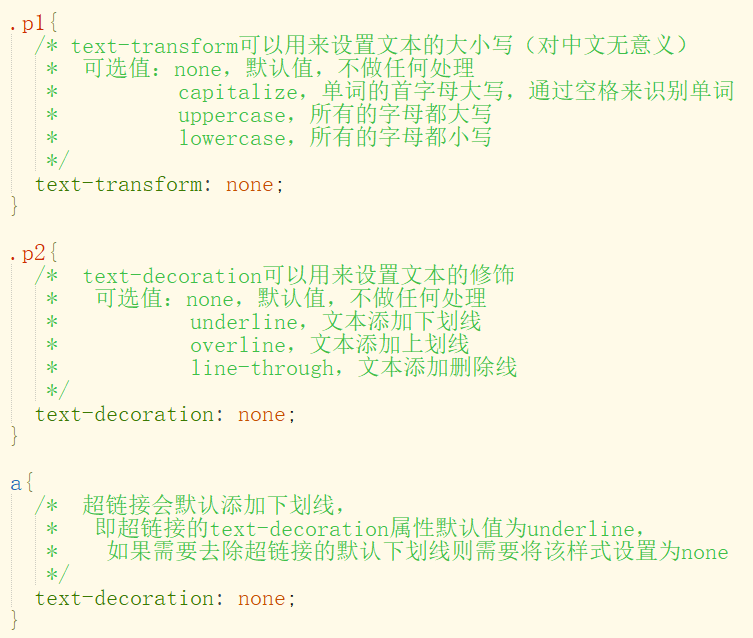 .p1{
/* text-transform可以用来设置文本的大小写（对中文无意义）
* 可选值：none，默认值，不做任何处理
* capitalize，单词的首字母大写，通过空格来识别单词
* uppercase，所有的字母都大写
* lowercase，所有的字母都小写
*/
text-transform: none;
}
.p2{
/* text-decoration可以用来设置文本的修饰
* 可选值：none，默认值，不做任何处理
* underline，文本添加下划线
* overline，文本添加上划线
* line-through，文本添加删除线
*/
text-decoration: none;
}
a{
/* 超链接会默认添加下划线，
* 即超链接的text-decoration属性默认值为underline，
* 如果需要去除超链接的默认下划线则需要将该样式设置为none
*/
text-decoration: none;
}